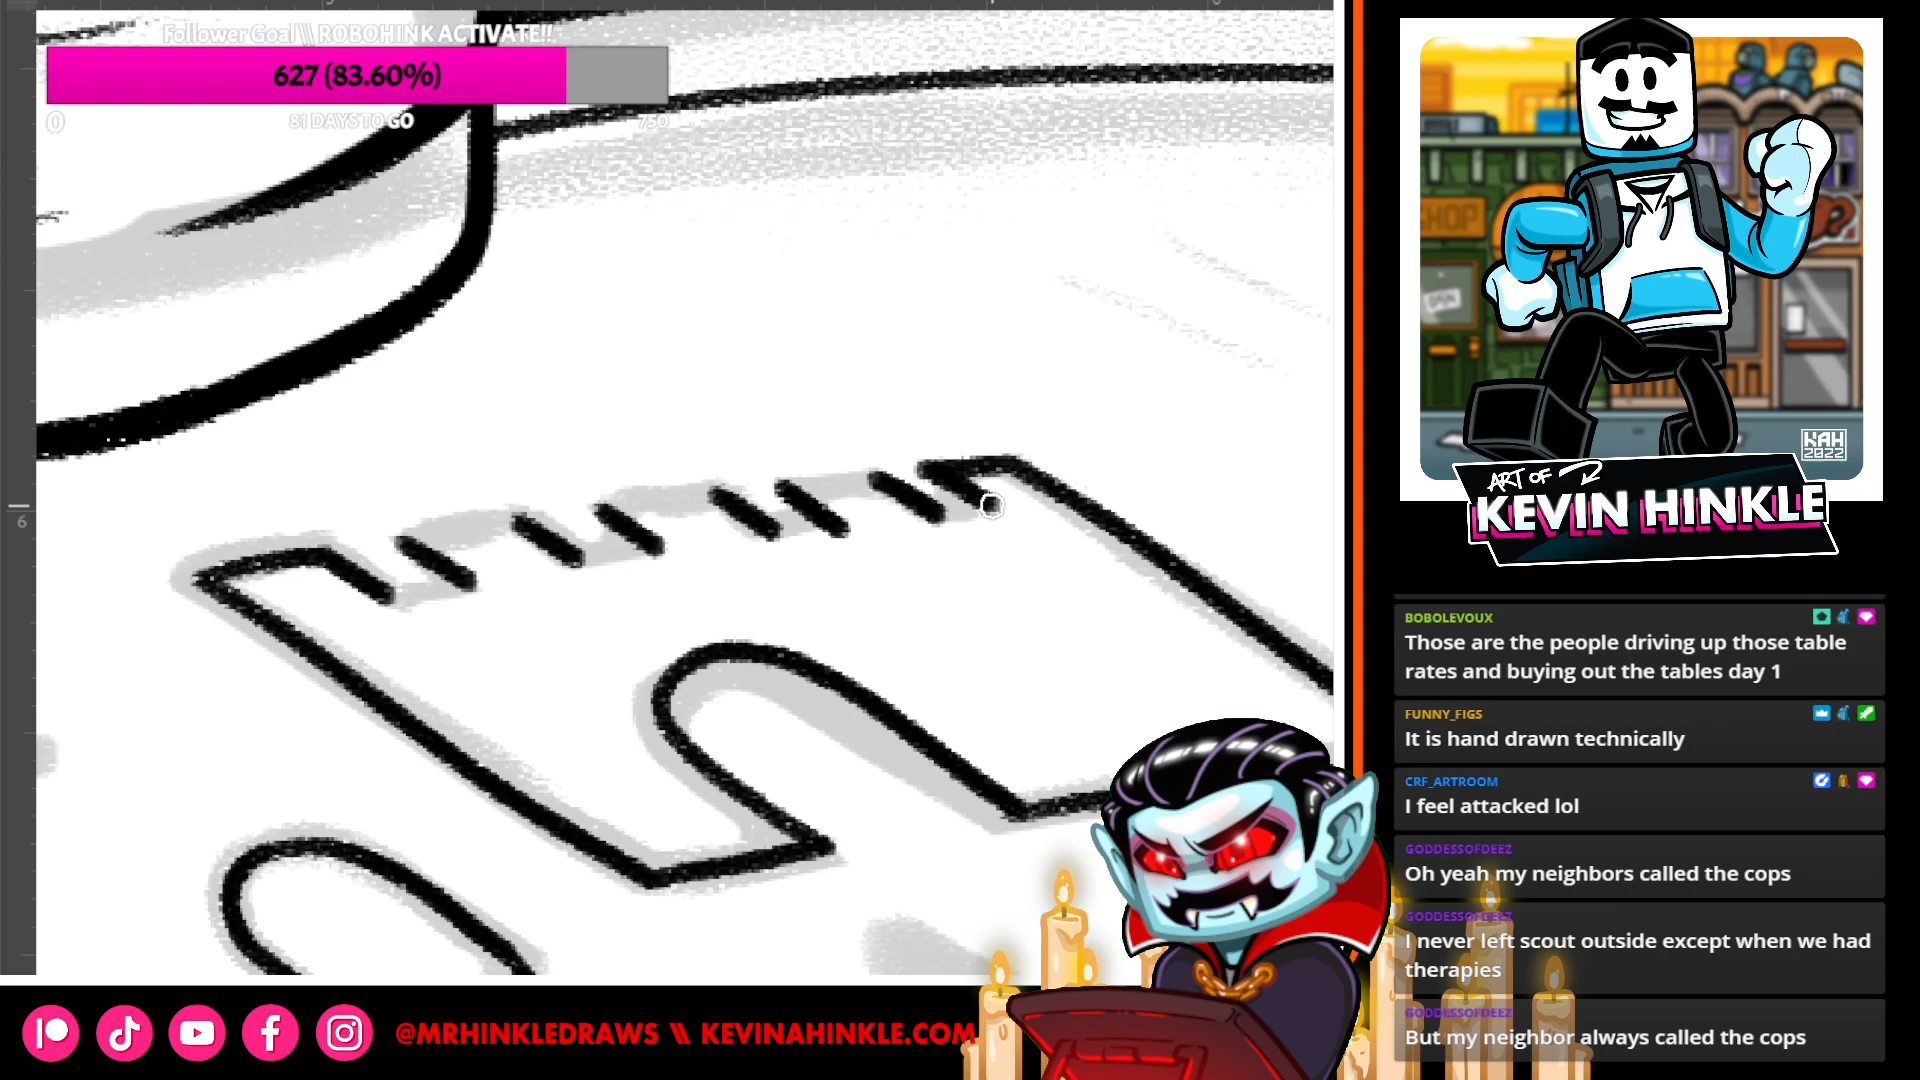 Follower Goal \\ ROBOHINK ACTIVATE!!
627 (83.60%)
0
81 DAYS TO GO
750
6
SHOP
KAH
2022
ART OF
KEVIN HINKLE
BOBOLEVOUX
Those are the people driving up those table
rates and buying out the tables day 1
FUNNY_FIGS
It is hand drawn technically
CRF_ARTROOM
I feel attacked lol
GODDESSOFDEEZ
Oh yeah my neighbors called the cops
GODDESSOFDEEZ
I never left scout outside except when we had
therapies
GODDESSOFDEEZ
But my neighbor always called the cops
@MRHINKLEDRAWS \\ KEVINAHINKLE.COM